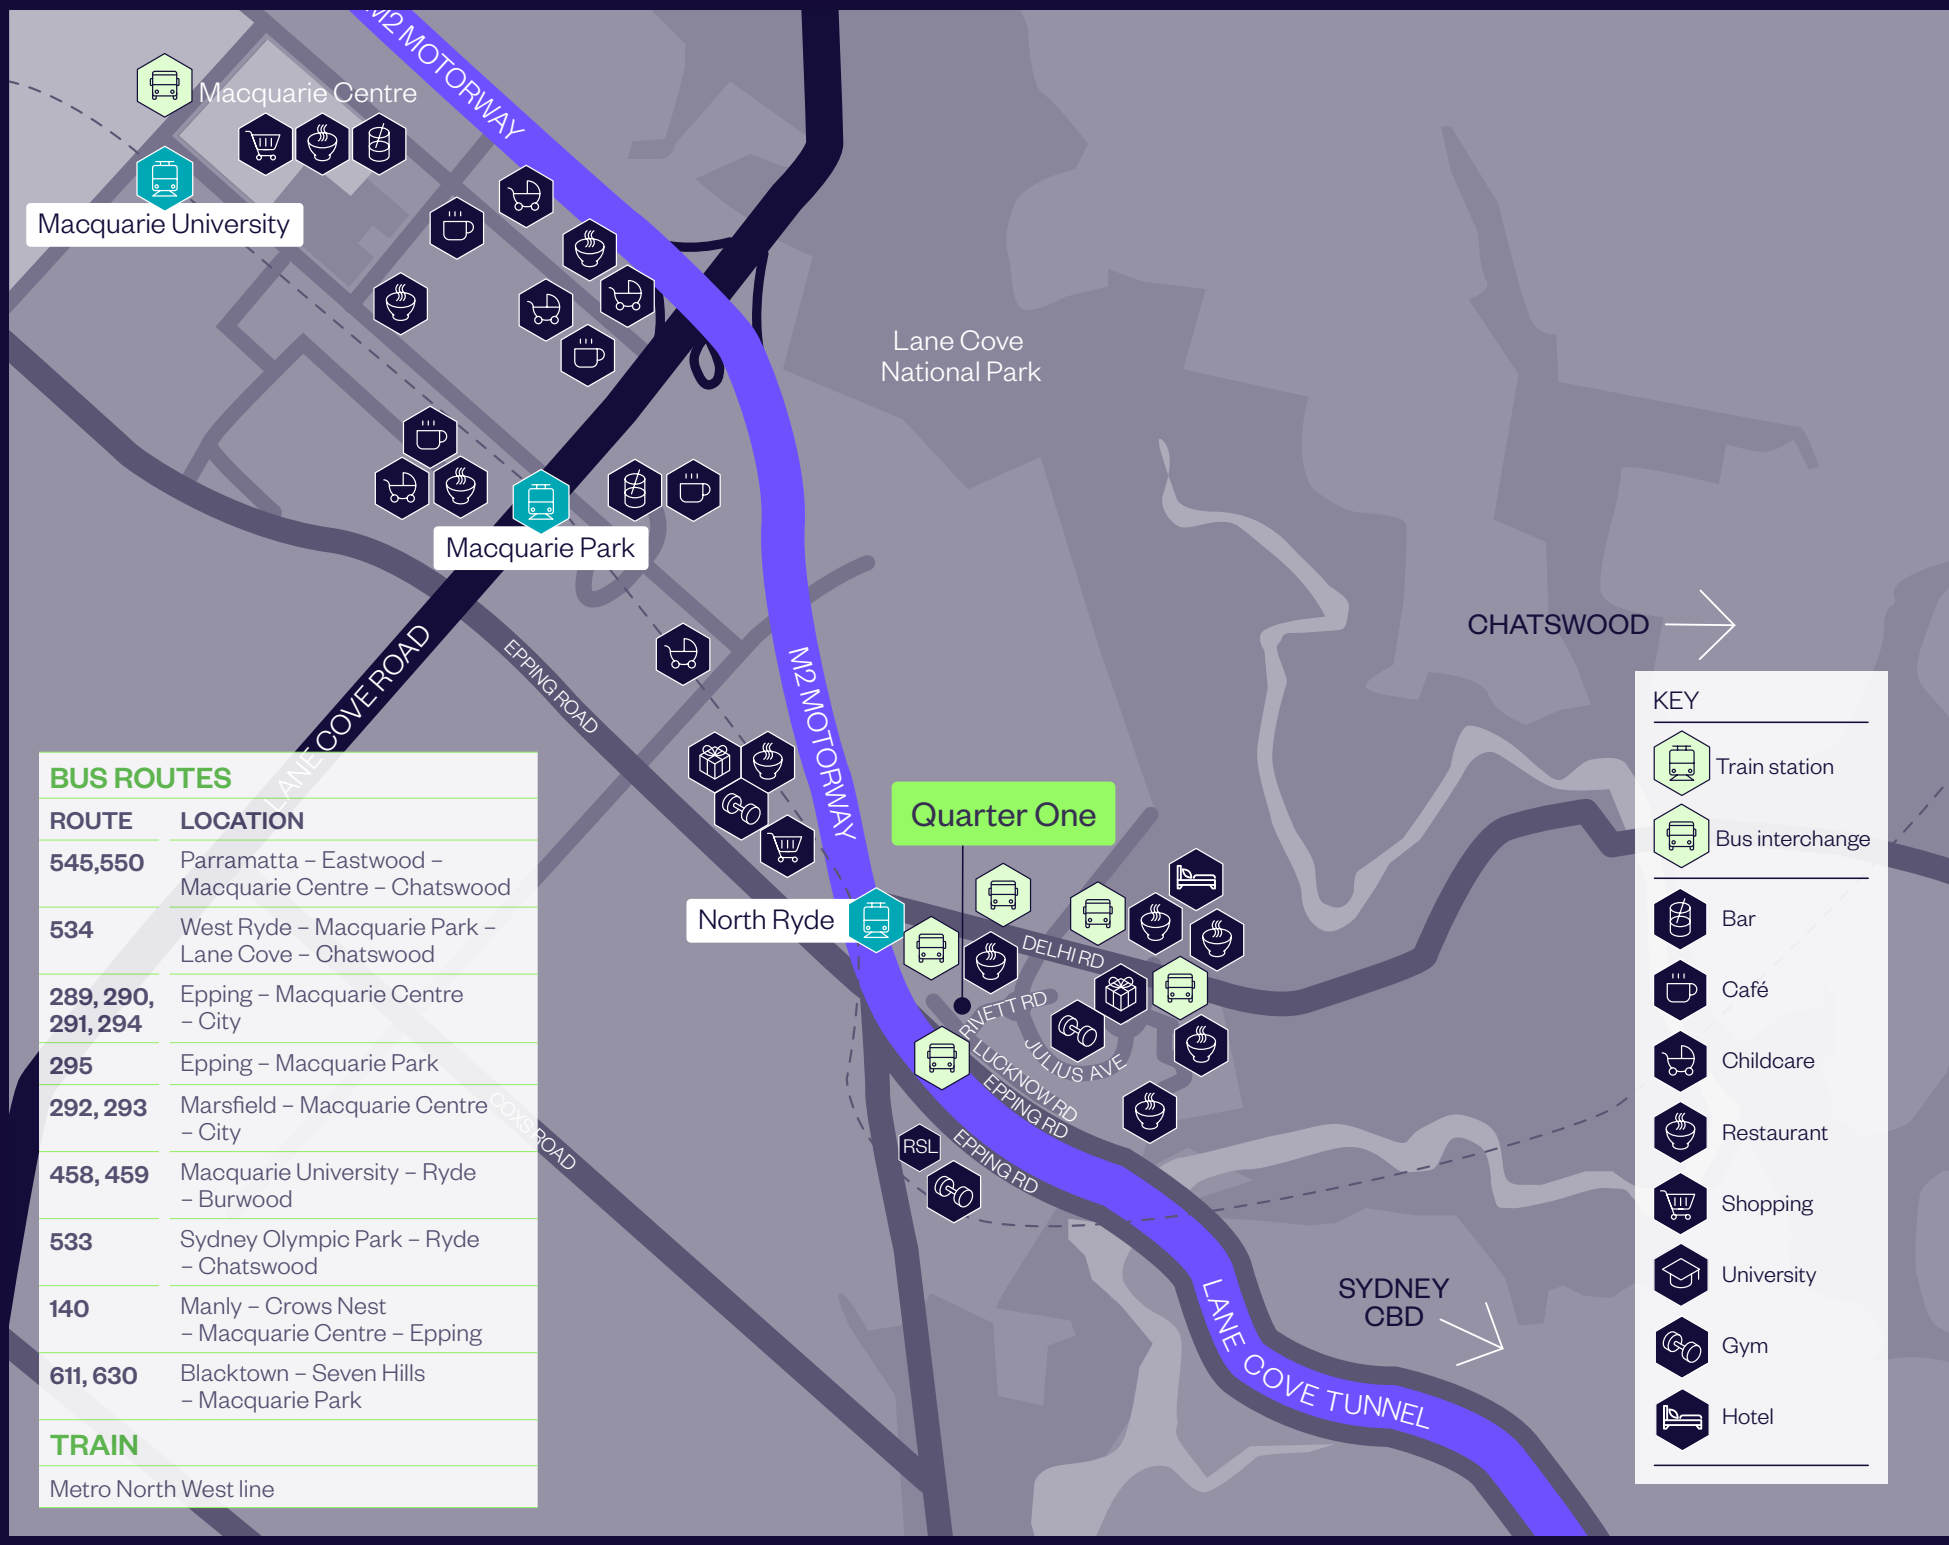 M2 MOTORWAY
Macquarie Centre
Macquarie University
Lane Cove
National Park
Macquarie Park
CHATSWOOD
LANE COVE ROAD
EPPING ROAD
M2 MOTORWAY
Quarter One
North Ryde
DELHI RD
RIVETT RD
JULIUS AVE
LUCKNOW RD
EPPING RD
EPPING RD
RSL
COXS ROAD
SYDNEY
CBD
LANE COVE TUNNEL
BUS ROUTES
ROUTE LOCATION
545,550 Parramatta – Eastwood –
Macquarie Centre – Chatswood
534 West Ryde – Macquarie Park –
Lane Cove – Chatswood
289, 290, Epping – Macquarie Centre
291, 294 – City
295 Epping – Macquarie Park
292, 293 Marsfield – Macquarie Centre
– City
458, 459 Macquarie University – Ryde
– Burwood
533 Sydney Olympic Park – Ryde
– Chatswood
140 Manly – Crows Nest
– Macquarie Centre – Epping
611, 630 Blacktown – Seven Hills
– Macquarie Park
TRAIN
Metro North West line
KEY
Train station
Bus interchange
Bar
Café
Childcare
Restaurant
Shopping
University
Gym
Hotel